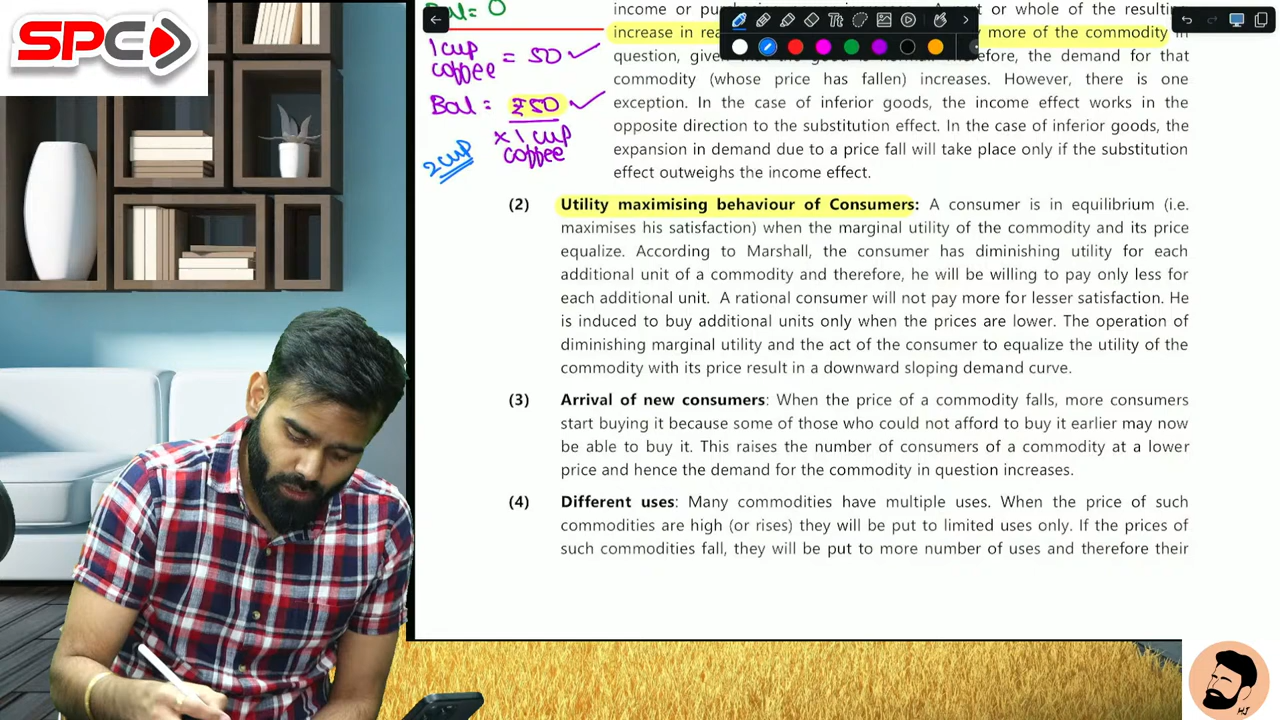 SPC
Bal = 0
income or
or whole of the resulting
increase in rea
more of the commodity in
question, given
therefore, the demand for that
1 cup coffee = 50
commodity (whose price has fallen) increases. However, there is one
Bal = ₹50
exception. In the case of inferior goods, the income effect works in the
× 1 cup coffee
opposite direction to the substitution effect. In the case of inferior goods, the
2 cup
expansion in demand due to a price fall will take place only if the substitution
effect outweighs the income effect.
(2) Utility maximising behaviour of Consumers: A consumer is in equilibrium (i.e.
maximises his satisfaction) when the marginal utility of the commodity and its price
equalize. According to Marshall, the consumer has diminishing utility for each
additional unit of a commodity and therefore, he will be willing to pay only less for
each additional unit. A rational consumer will not pay more for lesser satisfaction. He
is induced to buy additional units only when the prices are lower. The operation of
diminishing marginal utility and the act of the consumer to equalize the utility of the
commodity with its price result in a downward sloping demand curve.
(3) Arrival of new consumers: When the price of a commodity falls, more consumers
start buying it because some of those who could not afford to buy it earlier may now
be able to buy it. This raises the number of consumers of a commodity at a lower
price and hence the demand for the commodity in question increases.
(4) Different uses: Many commodities have multiple uses. When the price of such
commodities are high (or rises) they will be put to limited uses only. If the prices of
such commodities fall, they will be put to more number of uses and therefore their
HJ